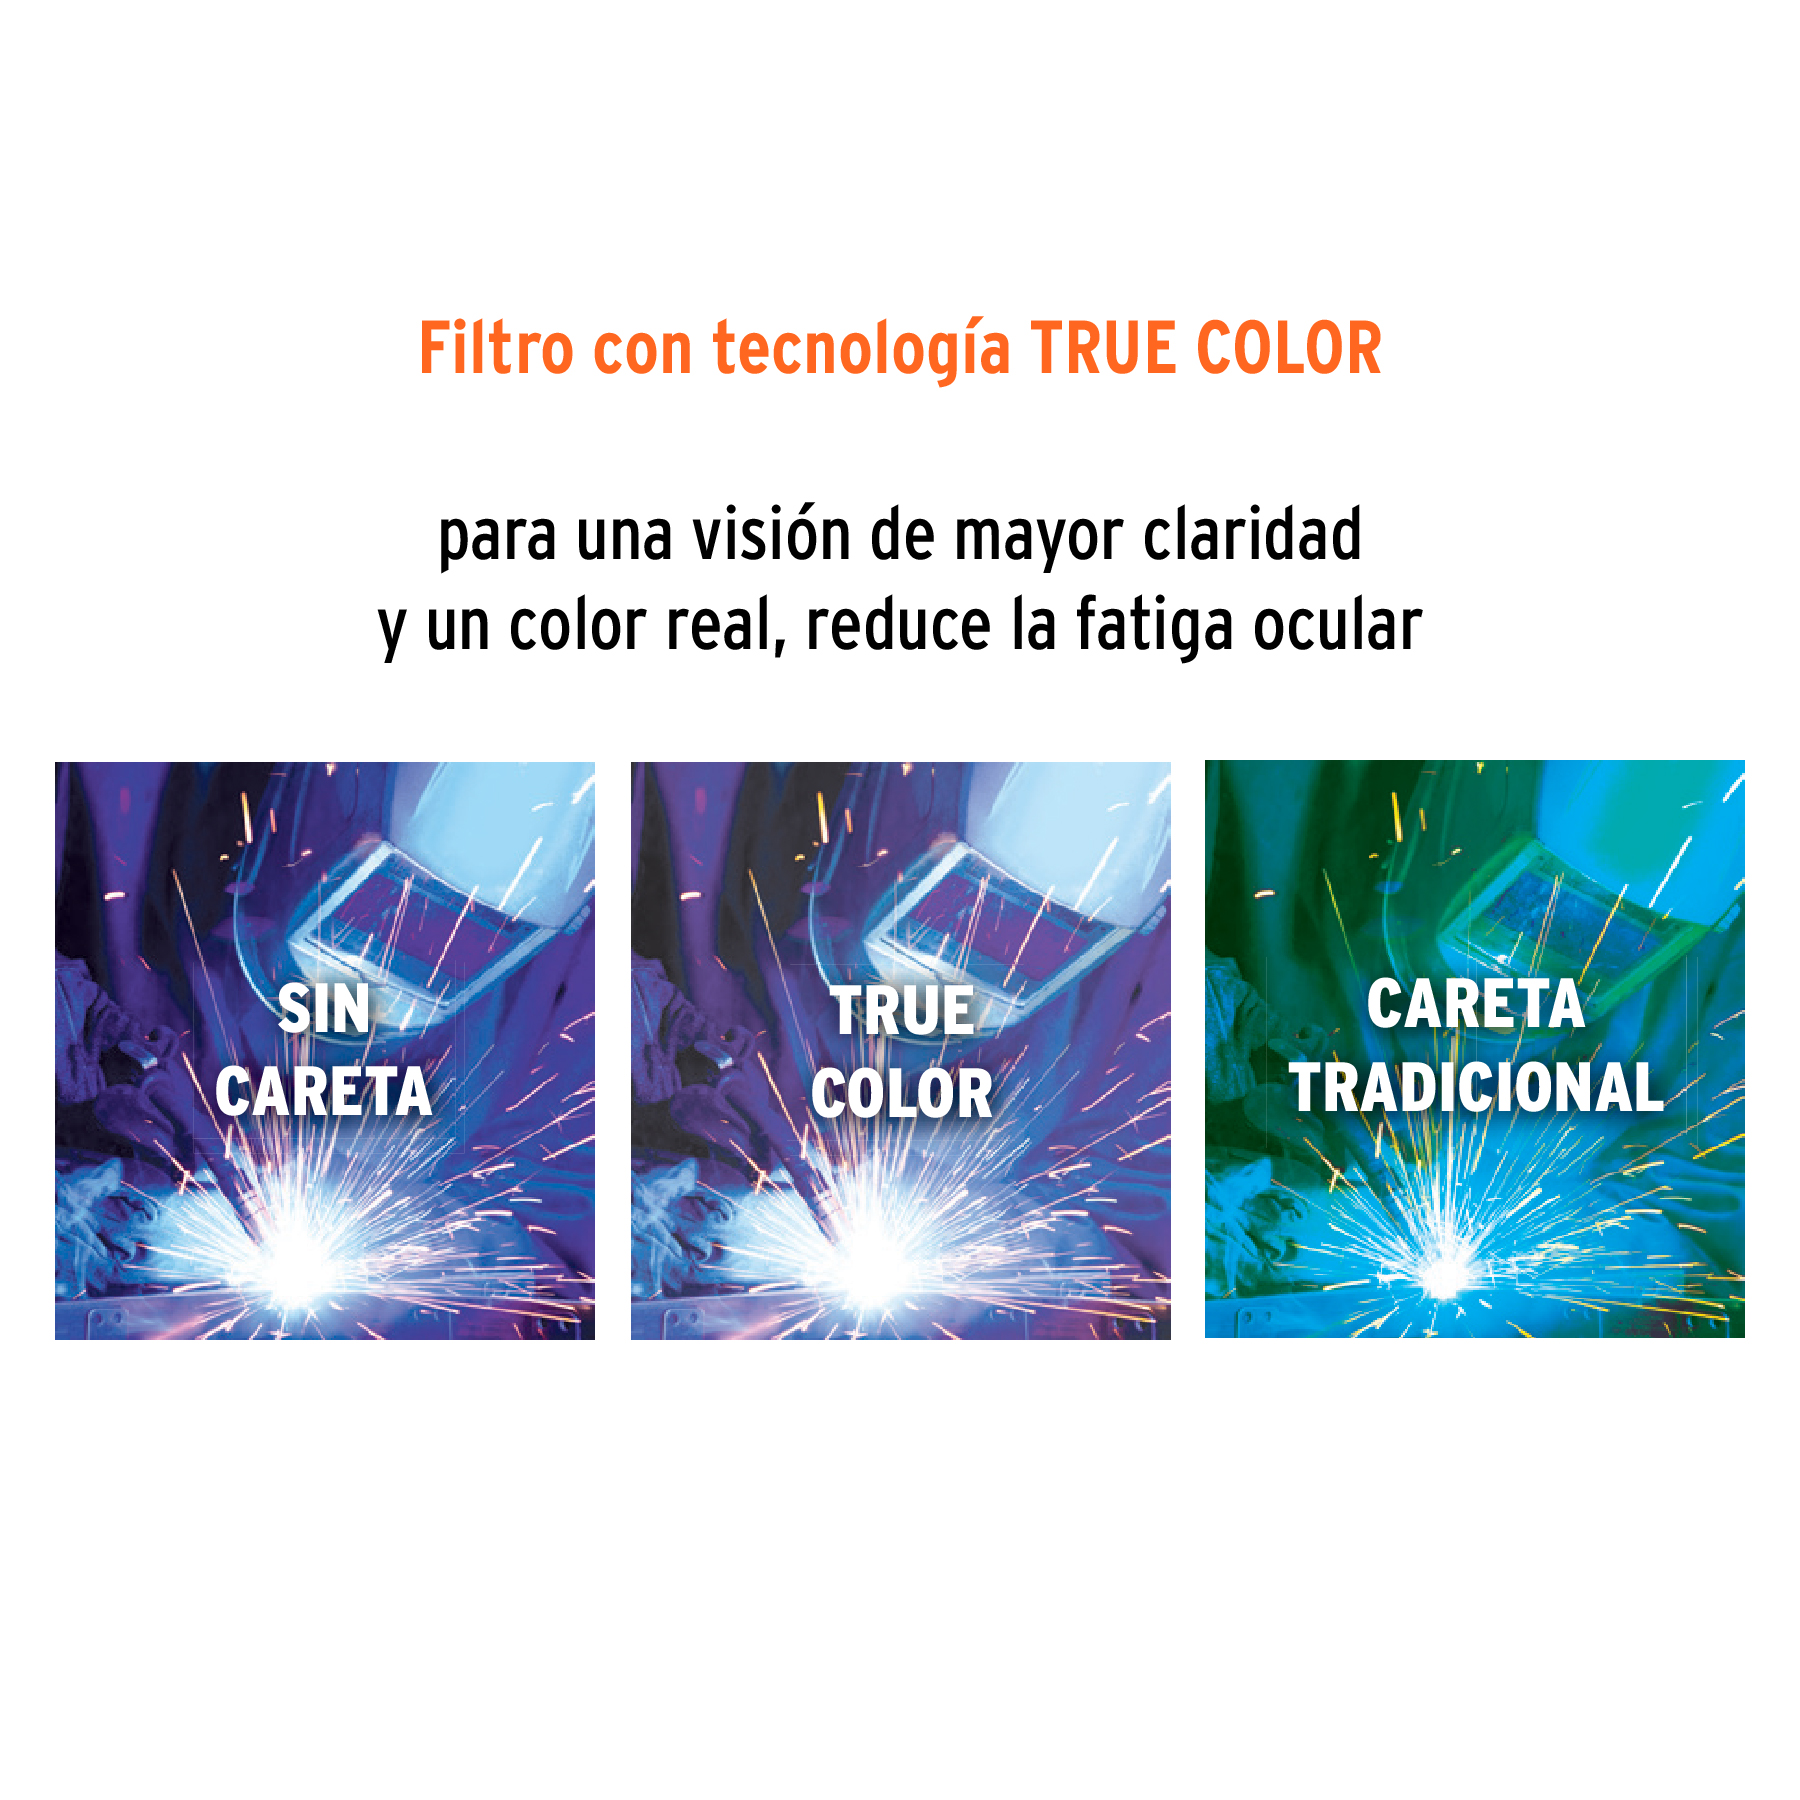 Filtro con tecnología TRUE COLOR
para una visión de mayor claridad
y un color real, reduce la fatiga ocular
SIN
CARETA
TRUE
COLOR
CARETA
TRADICIONAL